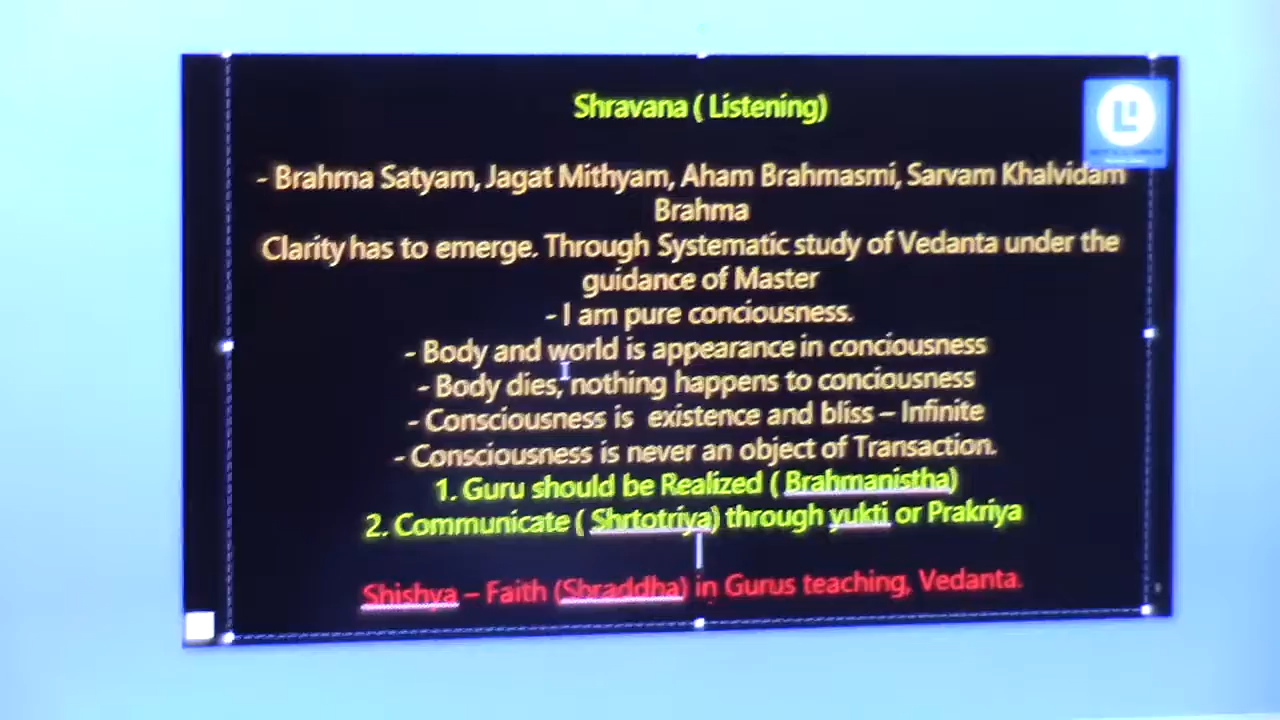 Shravana ( Listening)
- Brahma Satyam, Jagat Mithyam, Aham Brahmasmi, Sarvam Khalvidam
Brahma
Clarity has to emerge. Through Systematic study of Vedanta under the
guidance of Master
- I am pure conciousness.
- Body and world is appearance in conciousness
- Body dies, nothing happens to conciousness
- Consciousness is existence and bliss – Infinite
- Consciousness is never an object of Transaction.
1. Guru should be Realized ( Brahmanistha)
2. Communicate ( Shrtotriya) through yukti or Prakriya
Shishya – Faith (Shraddha) in Gurus teaching, Vedanta.